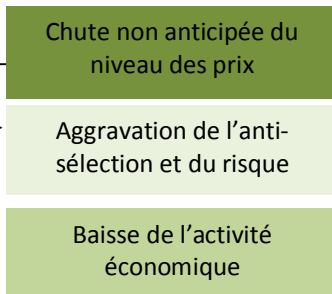 Chute non anticipée du
niveau des prix
Aggravation de l’anti-
sélection et du risque
Baisse de l’activité
économique